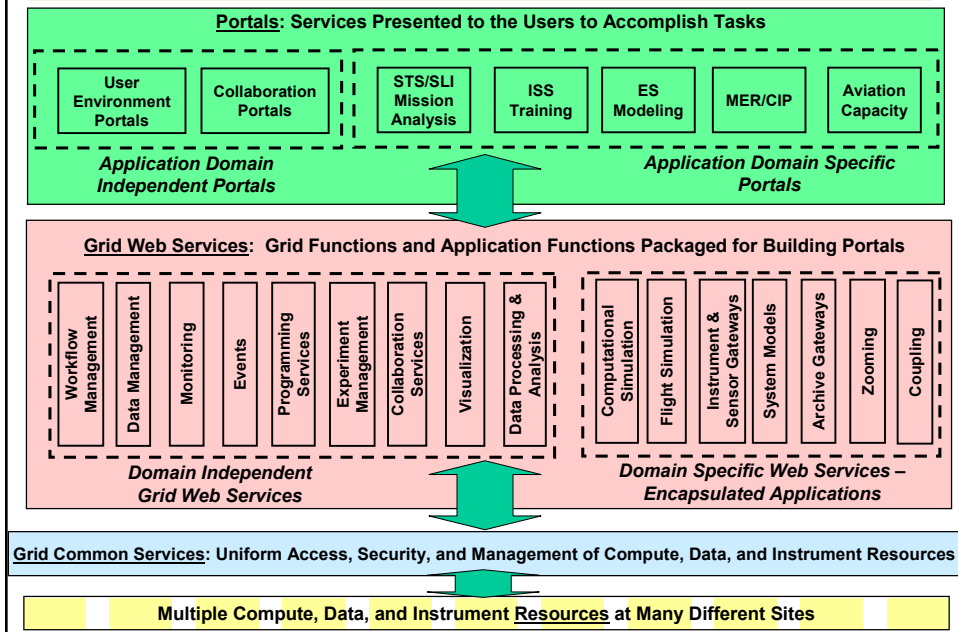 Portals: Services Presented to the Users to Accomplish Tasks
User
Environment
Portals
Collaboration
Portals
STS/SLI
Mission
Analysis
ISS
Training
ES
Modeling
MER/CIP
Aviation
Capacity
Application Domain
Independent Portals
Application Domain Specific
Portals
Grid Web Services:  Grid Functions and Application Functions Packaged for Building Portals
Workflow
Management
Data Management
Monitoring
Events
Programming
Services
Experiment
Management
Collaboration
Services
Visualization
Data Processing &
Analysis
Computational
Simulation
Flight Simulation
Instrument &
Sensor Gateways
System Models
Archive Gateways
Zooming
Coupling
Domain Independent
Grid Web Services
Domain Specific Web Services –
Encapsulated Applications
Grid Common Services: Uniform Access, Security, and Management of Compute, Data, and Instrument Resources
Multiple Compute, Data, and Instrument Resources at Many Different Sites